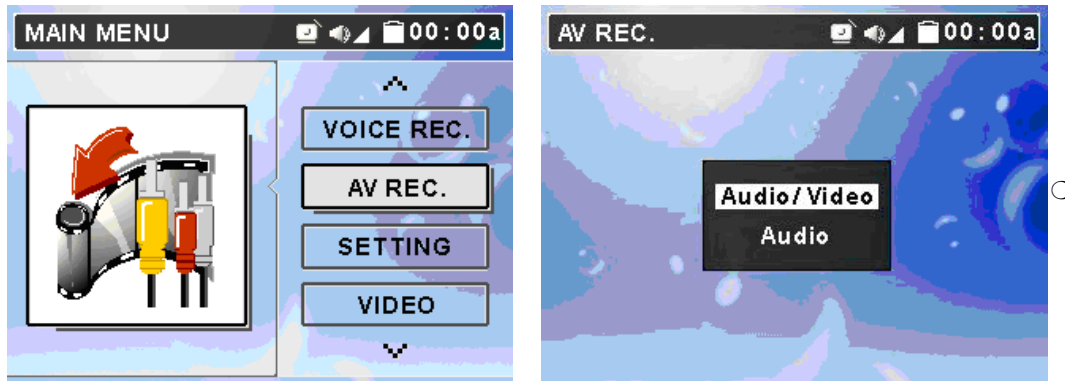 MAIN MENU 00:00a
VOICE REC.
AV REC.
SETTING
VIDEO
AV REC. 00:00a
Audio/Video
Audio